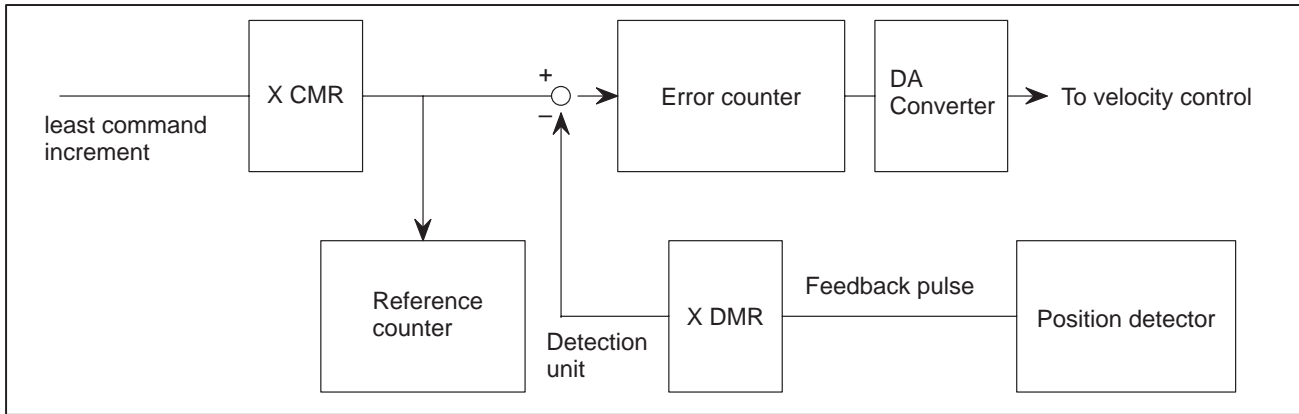 least command
increment
X CMR
+
–
Error counter
DA
Converter
To velocity control
Reference
counter
Detection
unit
X DMR
Feedback pulse
Position detector